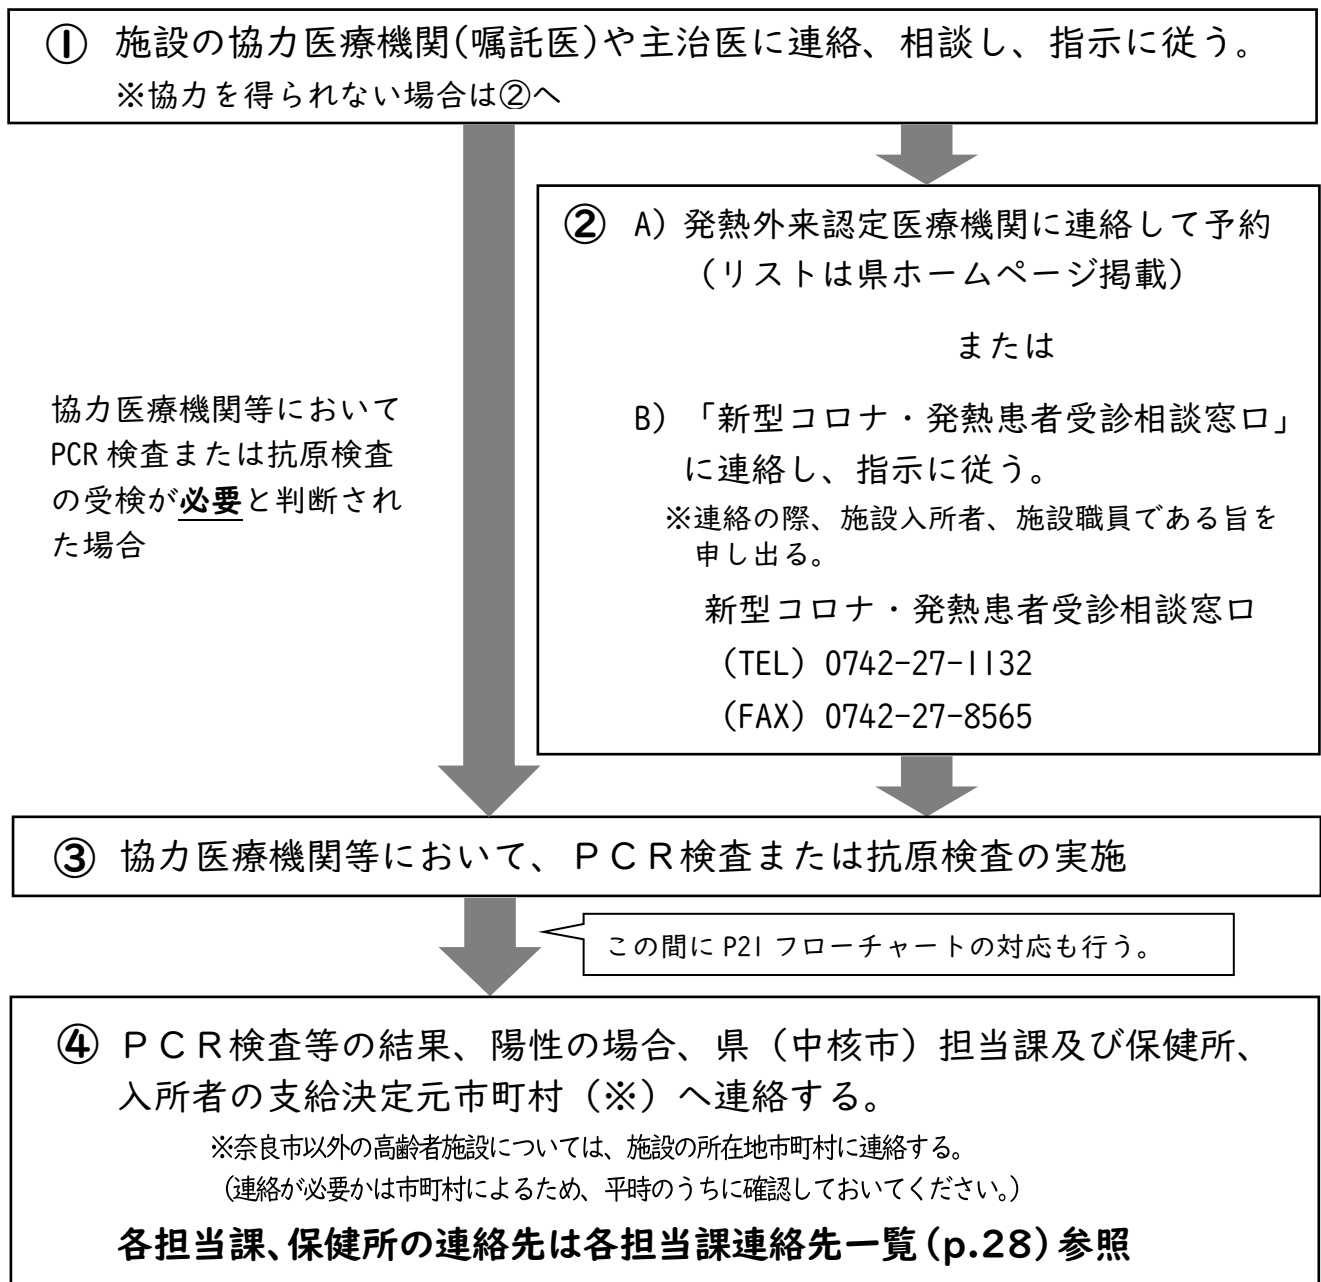 ① 施設の協力医療機関(嘱託医)や主治医に連絡、相談し、指示に従う。
※協力を得られない場合は②へ
② A) 発熱外来認定医療機関に連絡して予約
（リストは県ホームページ掲載）
または
B) 「新型コロナ・発熱患者受診相談窓口」
に連絡し、指示に従う。
※連絡の際、施設入所者、施設職員である旨を
申し出る。
新型コロナ・発熱患者受診相談窓口
（TEL）0742-27-1132
（FAX）0742-27-8565
協力医療機関等において
PCR 検査または抗原検査
の受検が必要と判断され
た場合
③ 協力医療機関等において、ＰＣＲ検査または抗原検査の実施
この間に P21 フローチャートの対応も行う。
④ ＰＣＲ検査等の結果、陽性の場合、県（中核市）担当課及び保健所、
入所者の支給決定元市町村（※）へ連絡する。
※奈良市以外の高齢者施設については、施設の所在地市町村に連絡する。
（連絡が必要かは市町村によるため、平時のうちに確認しておいてください。）
各担当課、保健所の連絡先は各担当課連絡先一覧(p.28)参照